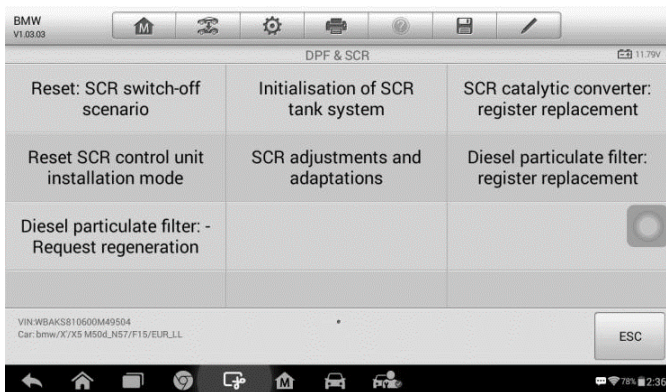 BMW
V1.03.03
DPF & SCR
11.79V
Reset: SCR switch-off
scenario
Initialisation of SCR
tank system
SCR catalytic converter:
register replacement
Reset SCR control unit
installation mode
SCR adjustments and
adaptations
Diesel particulate filter:
register replacement
Diesel particulate filter: -
Request regeneration
VIN:WBAKS810600M49504
Car: bmw/X'/X5 M50d_N57/F15/EUR_LL
ESC
78% 2:36